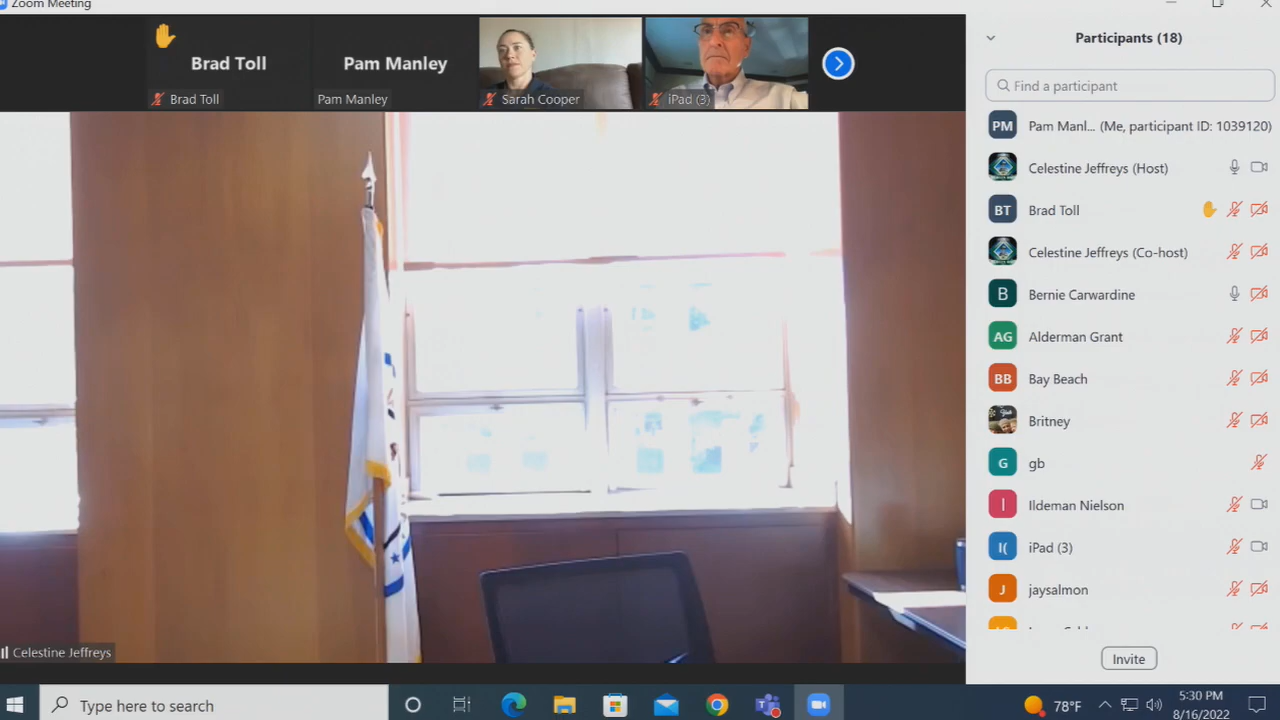 Zoom Meeting
Brad Toll
Pam Manley
Brad Toll
Pam Manley
Sarah Cooper
iPad (3)
Celestine Jeffreys
Participants (18)
Find a participant
PM Pam Manl... (Me, participant ID: 1039120)
Celestine Jeffreys (Host)
BT Brad Toll
Celestine Jeffreys (Co-host)
B Bernie Carwardine
AG Alderman Grant
BB Bay Beach
Britney
G gb
I Ildeman Nielson
I( iPad (3)
J jaysalmon
Invite
Type here to search
78°F
5:30 PM
8/16/2022